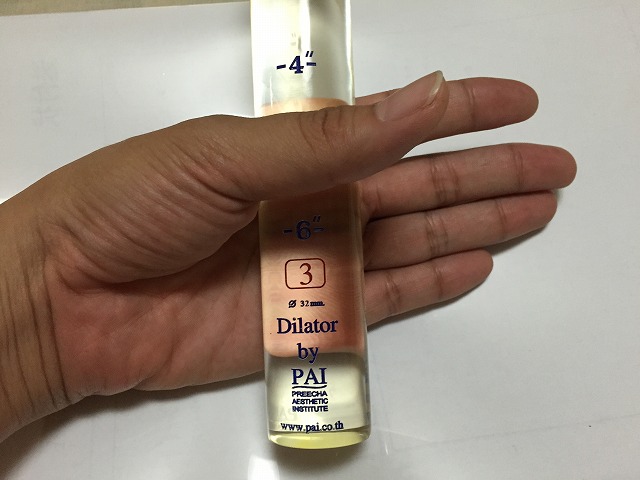 -4"-
-6"-
3
Ø 32 mm.
Dilator
by
PAI
PREECHA
AESTHETIC
INSTITUTE
www.pai.co.th